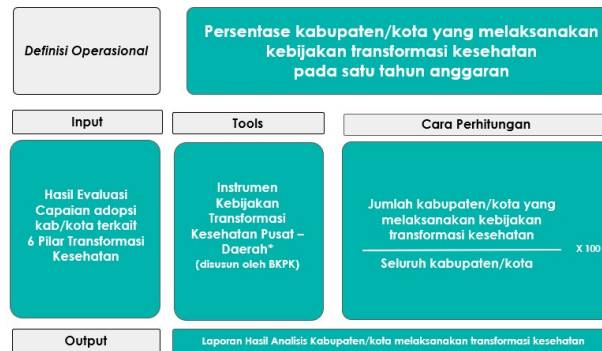 Definisi Operasional
Persentase kabupaten/kota yang melaksanakan
kebijakan transformasi kesehatan
pada satu tahun anggaran
Input
Tools
Cara Perhitungan
Hasil Evaluasi
Capaian adopsi
kab/kota terkait
6 Pilar Transformasi
Kesehatan
Instrumen
Kebijakan
Transformasi
Kesehatan Pusat –
Daerah*
(disusun oleh BKPK)
Jumlah kabupaten/kota yang
melaksanakan kebijakan
transformasi kesehatan
X 100
Seluruh kabupaten/kota
Output
Laporan Hasil Analisis Kabupaten/kota melaksanakan transformasi kesehatan